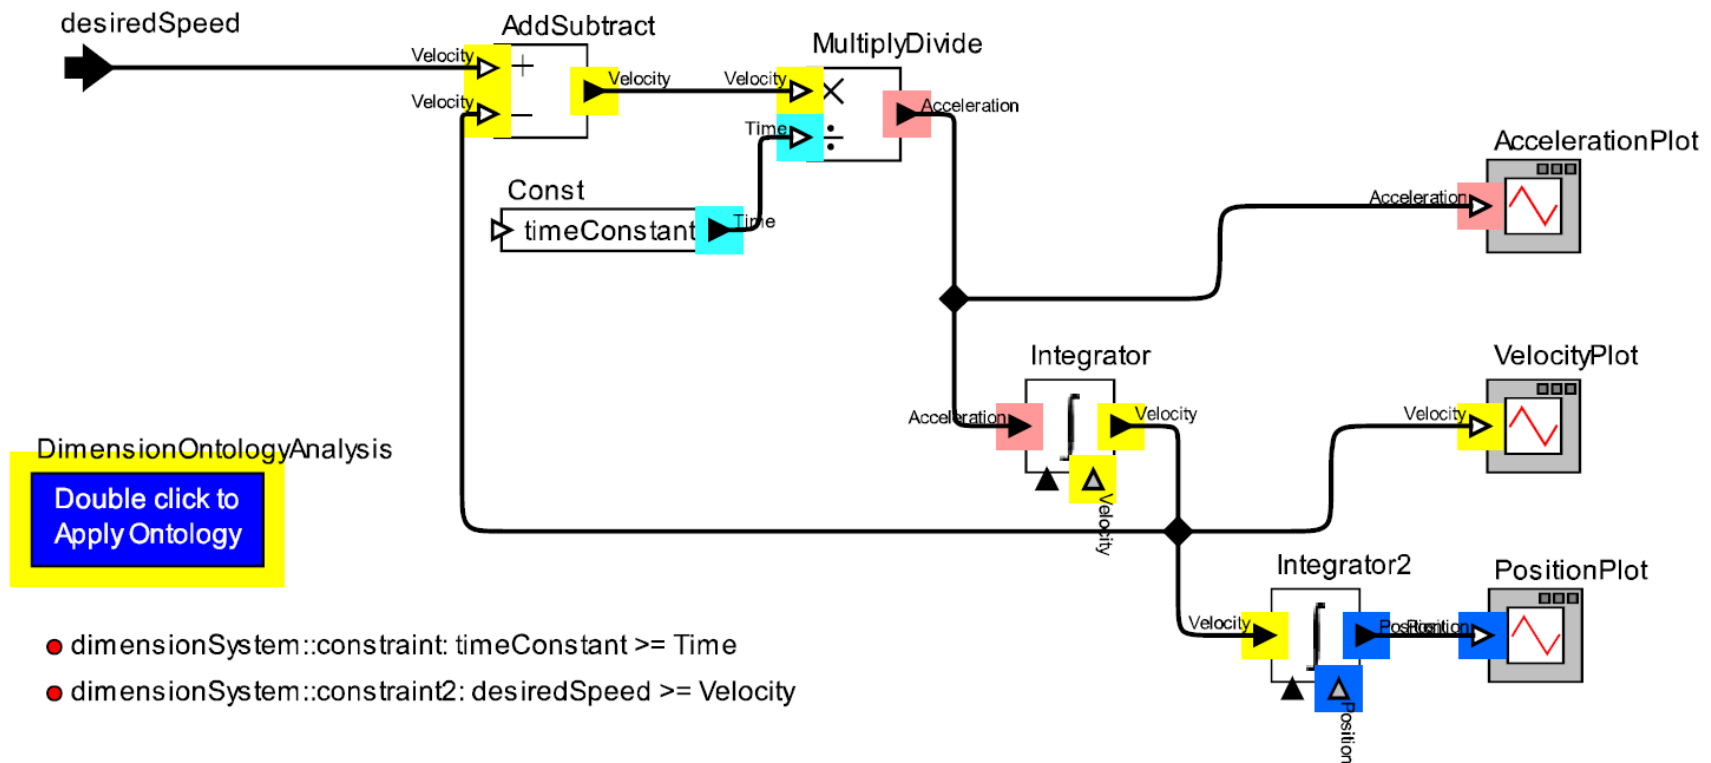 desiredSpeed
AddSubtract
MultiplyDivide
Velocity
+
Velocity
−
Velocity
Velocity
×
Time
÷
Acceleration
Const
timeConstant
Time
AccelerationPlot
Acceleration
Integrator
Acceleration
∫
Velocity
Velocity
VelocityPlot
Velocity
DimensionOntologyAnalysis
Double click to
Apply Ontology
Integrator2
Velocity
∫
Position
Position
Position
PositionPlot
dimensionSystem::constraint: timeConstant >= Time
dimensionSystem::constraint2: desiredSpeed >= Velocity